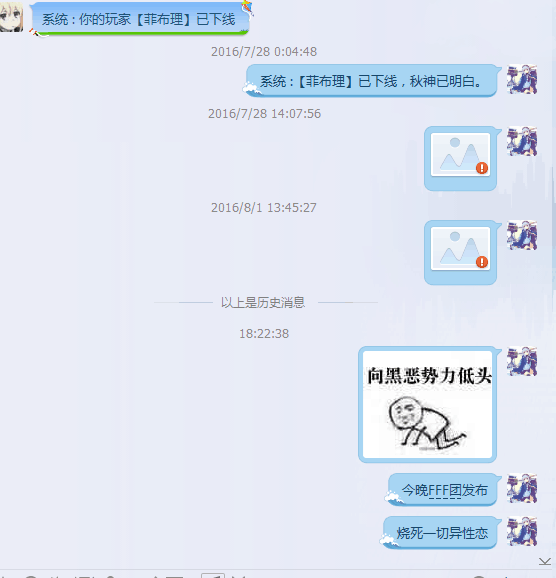 系统：你的玩家【菲布理】已下线
2016/7/28 0:04:48
系统：【菲布理】已下线，秋神已明白。
2016/7/28 14:07:56
2016/8/1 13:45:27
以上是历史消息
18:22:38
向黑恶势力低头
今晚FFF团发布
烧死一切异性恋